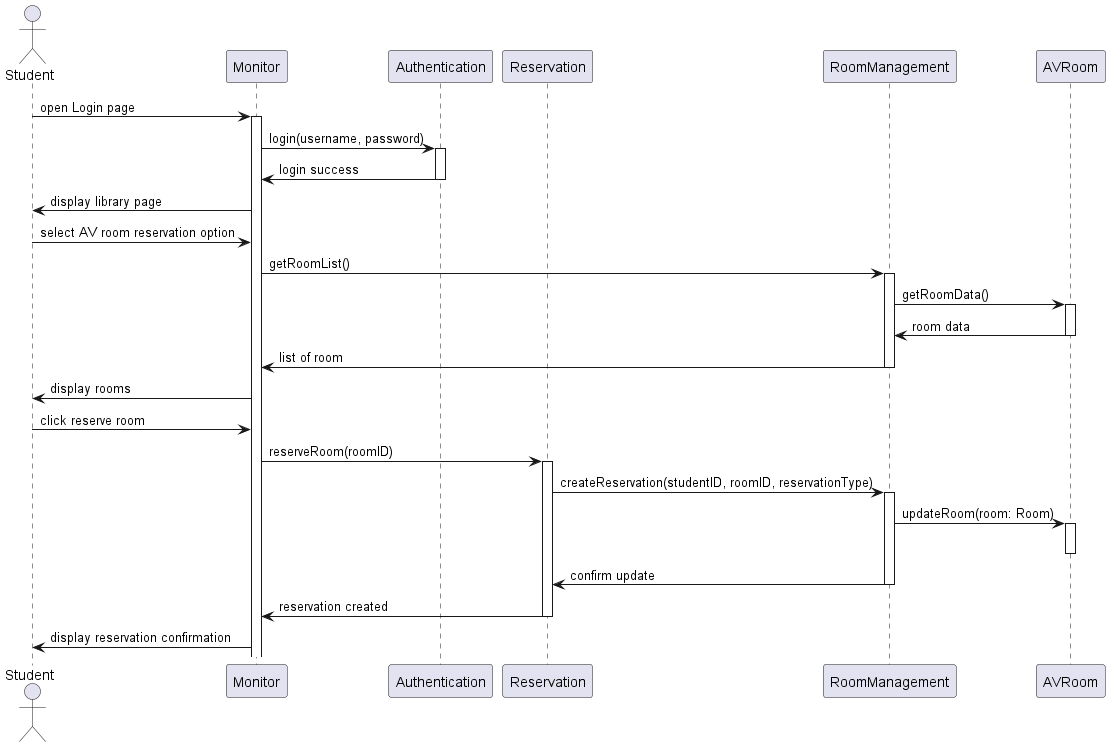 Student
Monitor
Authentication
Reservation
RoomManagement
AVRoom
open Login page
login(username, password)
login success
display library page
select AV room reservation option
getRoomList()
getRoomData()
room data
list of room
display rooms
click reserve room
reserveRoom(roomID)
createReservation(studentID, roomID, reservationType)
updateRoom(room: Room)
confirm update
reservation created
display reservation confirmation
Student
Monitor
Authentication
Reservation
RoomManagement
AVRoom